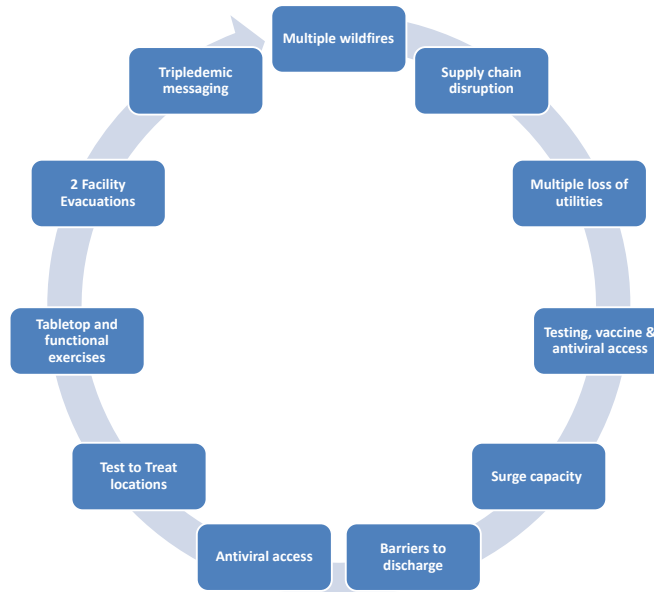 Multiple wildfires
Supply chain
disruption
Multiple loss of
utilities
Testing, vaccine &
antiviral access
Surge capacity
Barriers to
discharge
Antiviral access
Test to Treat
locations
Tabletop and
functional
exercises
2 Facility
Evacuations
Tripledemic
messaging